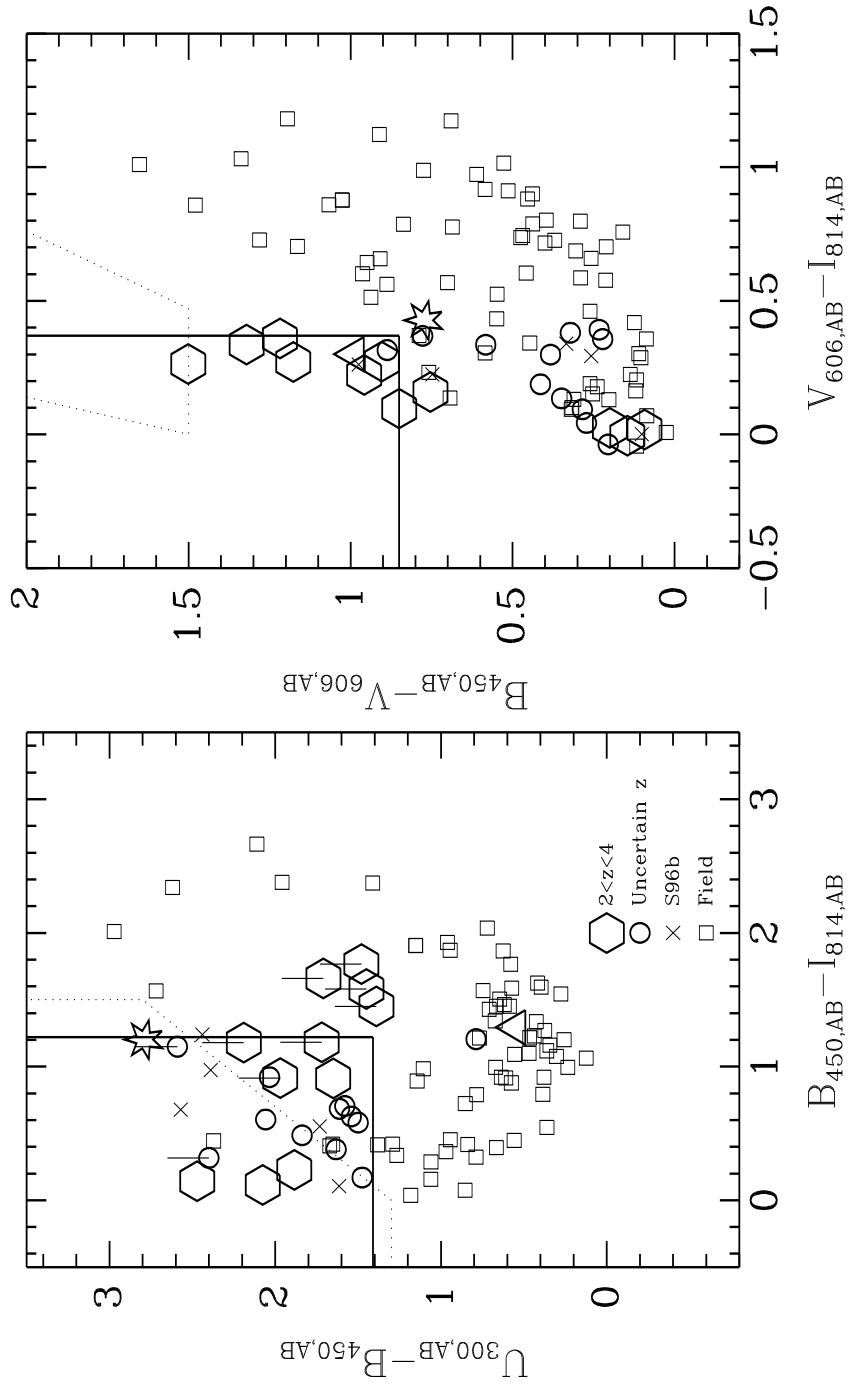 U300,AB−B450,AB
3
2
1
0
0
1
2
3
B450,AB−I814,AB
2<z<4
Uncertain z
S96b
Field
B450,AB−V606,AB
2
1.5
1
0.5
0
−0.5
0
0.5
1
1.5
V606,AB−I814,AB